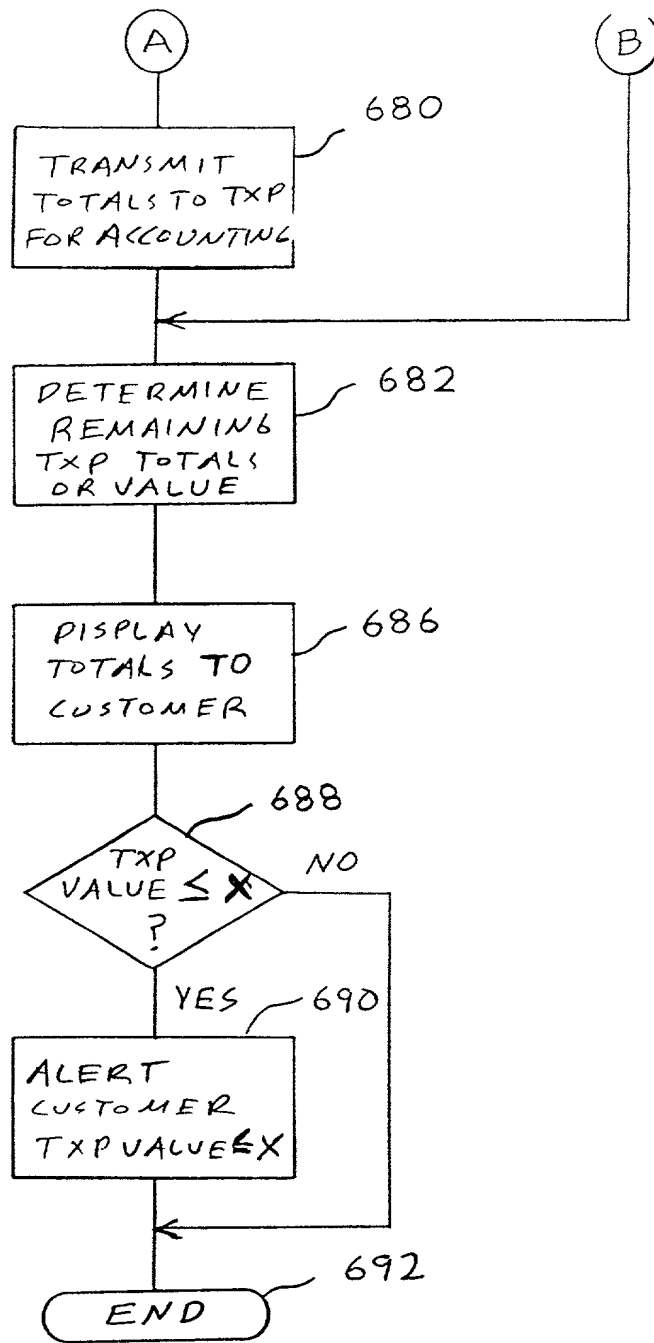 A
B
680
TRANSMIT
TOTALS TO TXP
FOR ACCOUNTING
682
DETERMINE
REMAINING
TXP TOTALS
OR VALUE
686
DISPLAY
TOTALS TO
CUSTOMER
688
TXP
VALUE ≤ X
?
NO
YES
690
ALERT
CUSTOMER
TXP VALUE ≤ X
692
END